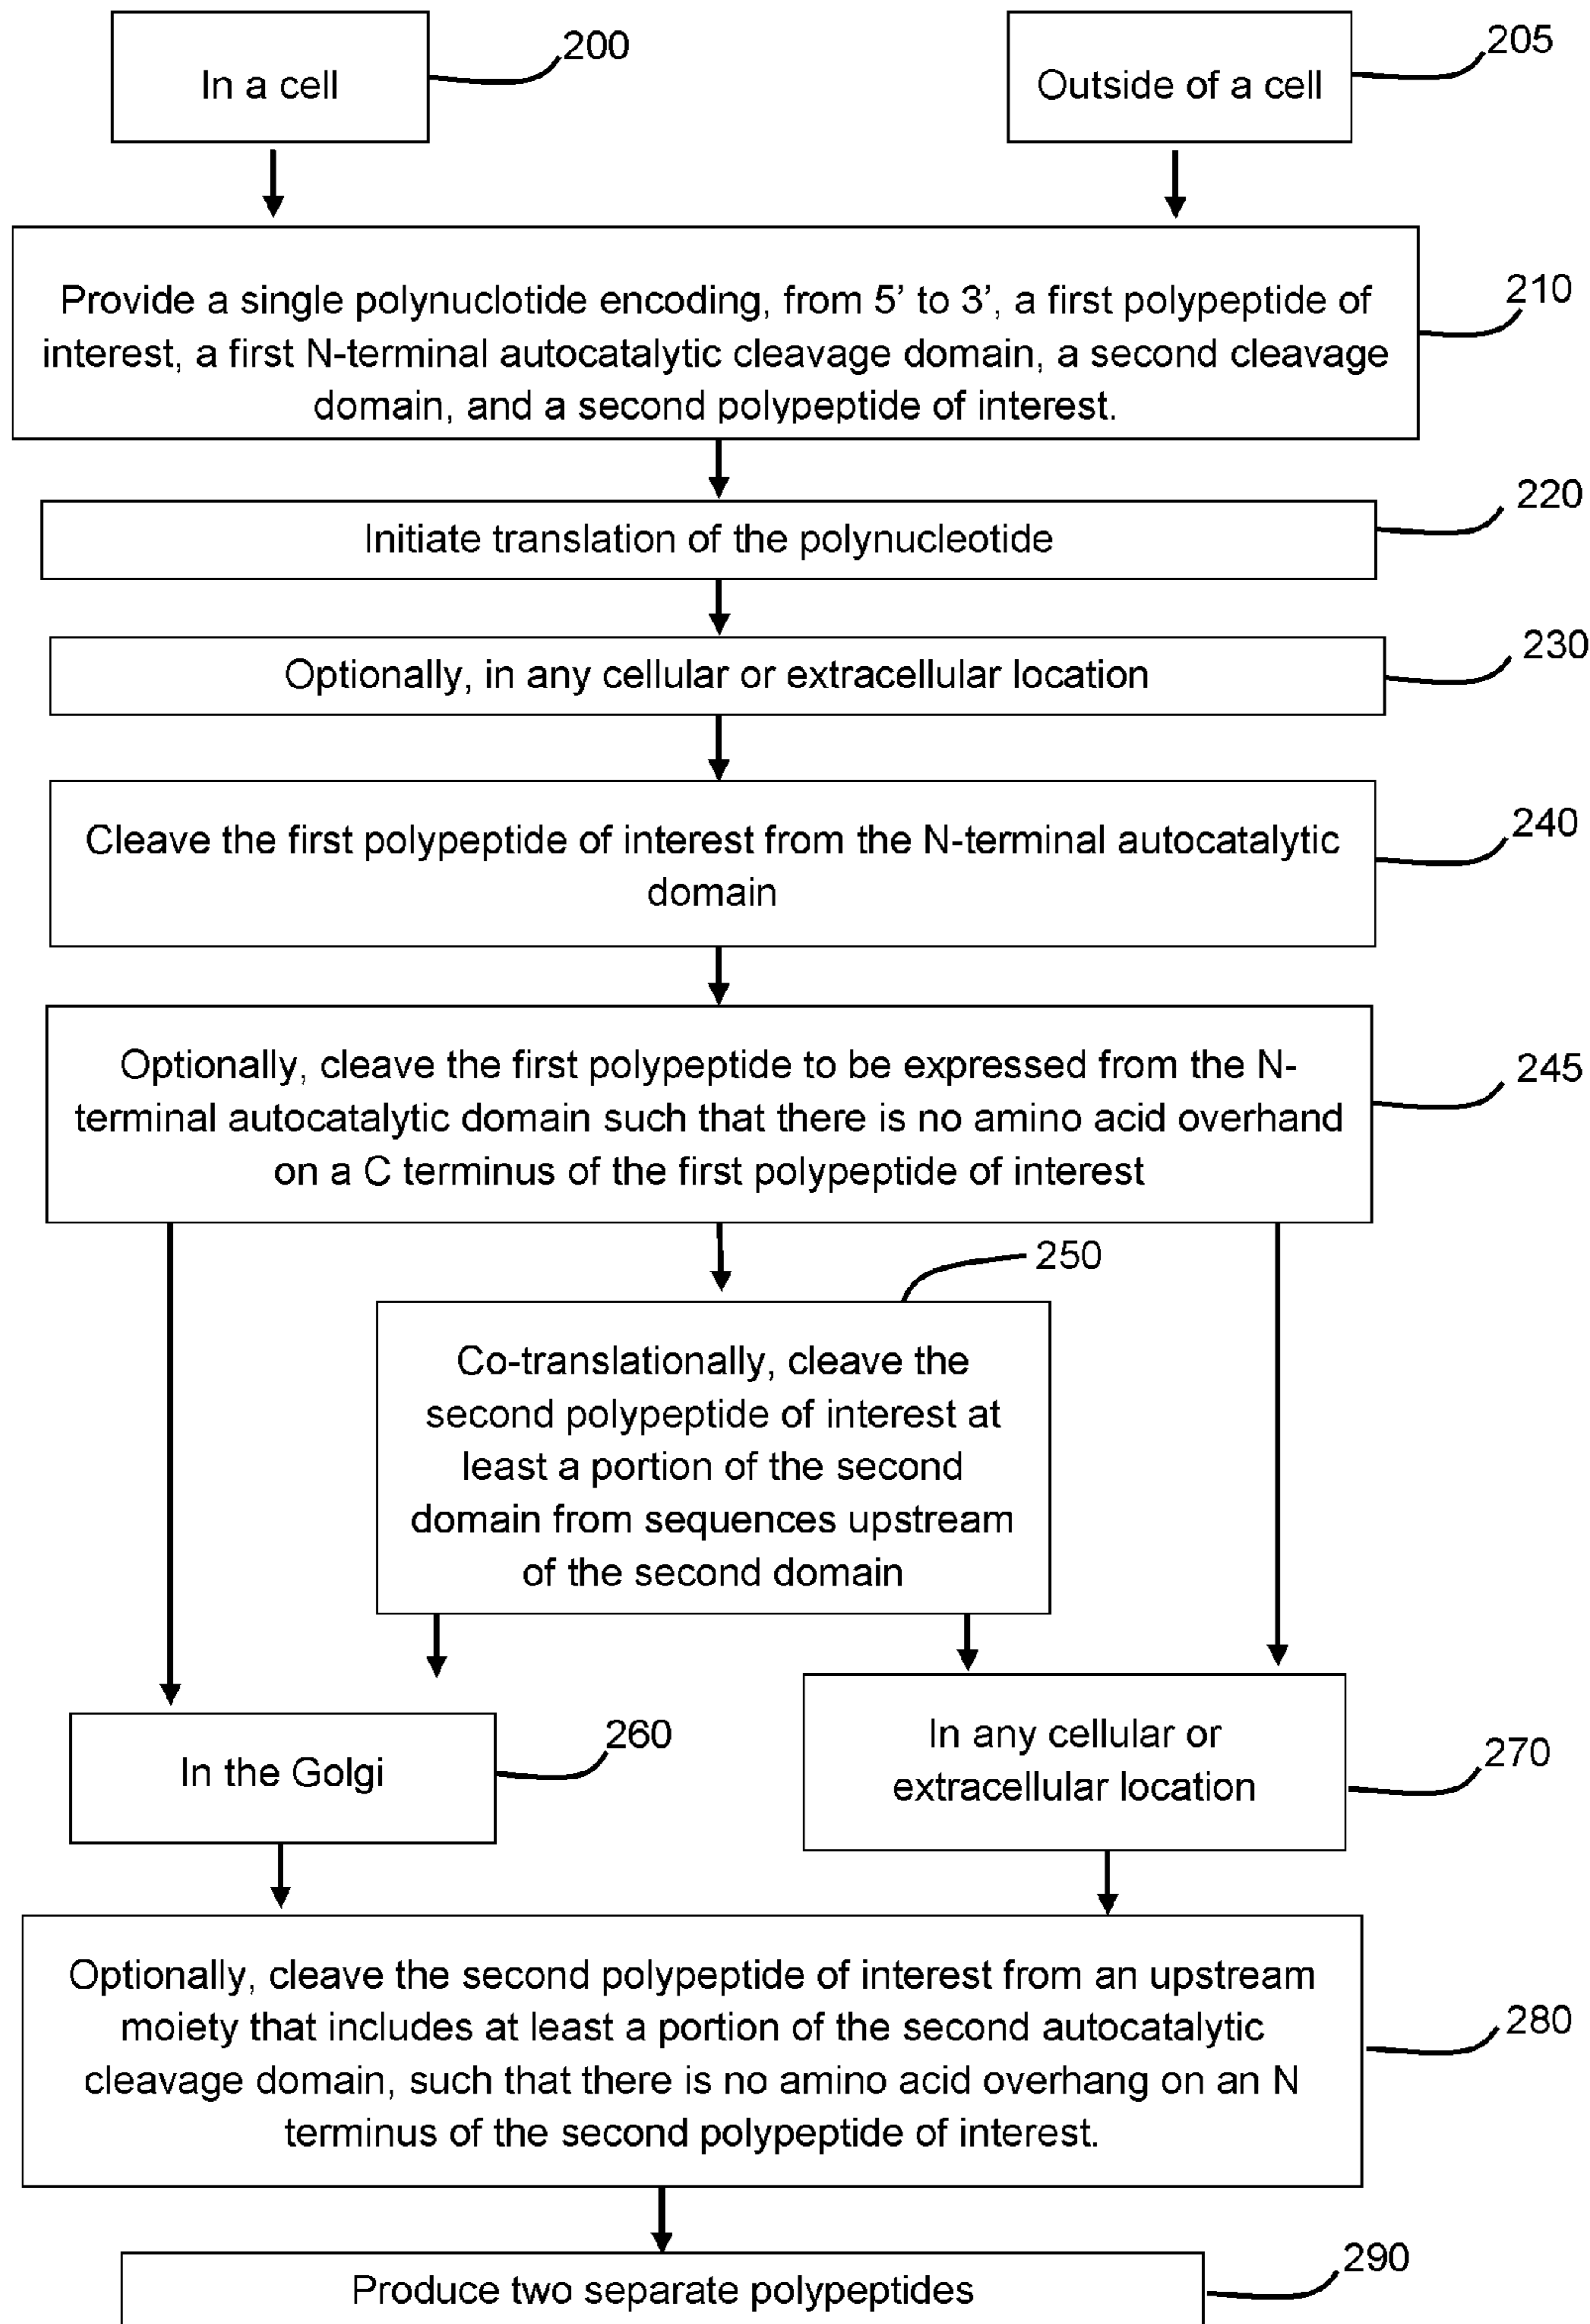 In a cell
200
Outside of a cell
205
Provide a single polynuclotide encoding, from 5’ to 3’, a first polypeptide of
interest, a first N-terminal autocatalytic cleavage domain, a second cleavage
domain, and a second polypeptide of interest.
210
Initiate translation of the polynucleotide
220
Optionally, in any cellular or extracellular location
230
Cleave the first polypeptide of interest from the N-terminal autocatalytic
domain
240
Optionally, cleave the first polypeptide to be expressed from the N-
terminal autocatalytic domain such that there is no amino acid overhand
on a C terminus of the first polypeptide of interest
245
250
Co-translationally, cleave the
second polypeptide of interest at
least a portion of the second
domain from sequences upstream
of the second domain
In the Golgi
260
In any cellular or
extracellular location
270
Optionally, cleave the second polypeptide of interest from an upstream
moiety that includes at least a portion of the second autocatalytic
cleavage domain, such that there is no amino acid overhang on an N
terminus of the second polypeptide of interest.
280
Produce two separate polypeptides
290